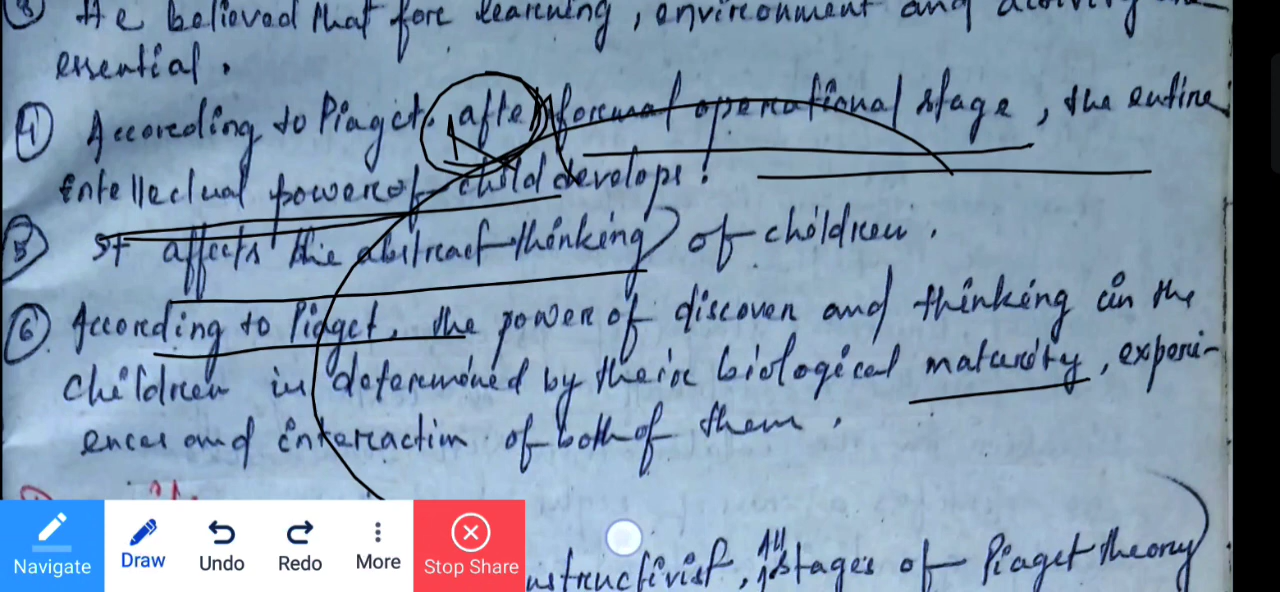 ③ He believed that for learning, environment and activity are
essential.
④ According to Piaget, after formal operational stage, the entire
intellectual power of child develops!
⑤ It affects the abstract thinking of children.
⑥ According to Piaget, the power of discover and thinking in the
children is determined by their biological maturity, experi-
ences and interaction of both of them.
Navigate Draw Undo Redo More Stop Share
stages of Piaget theory